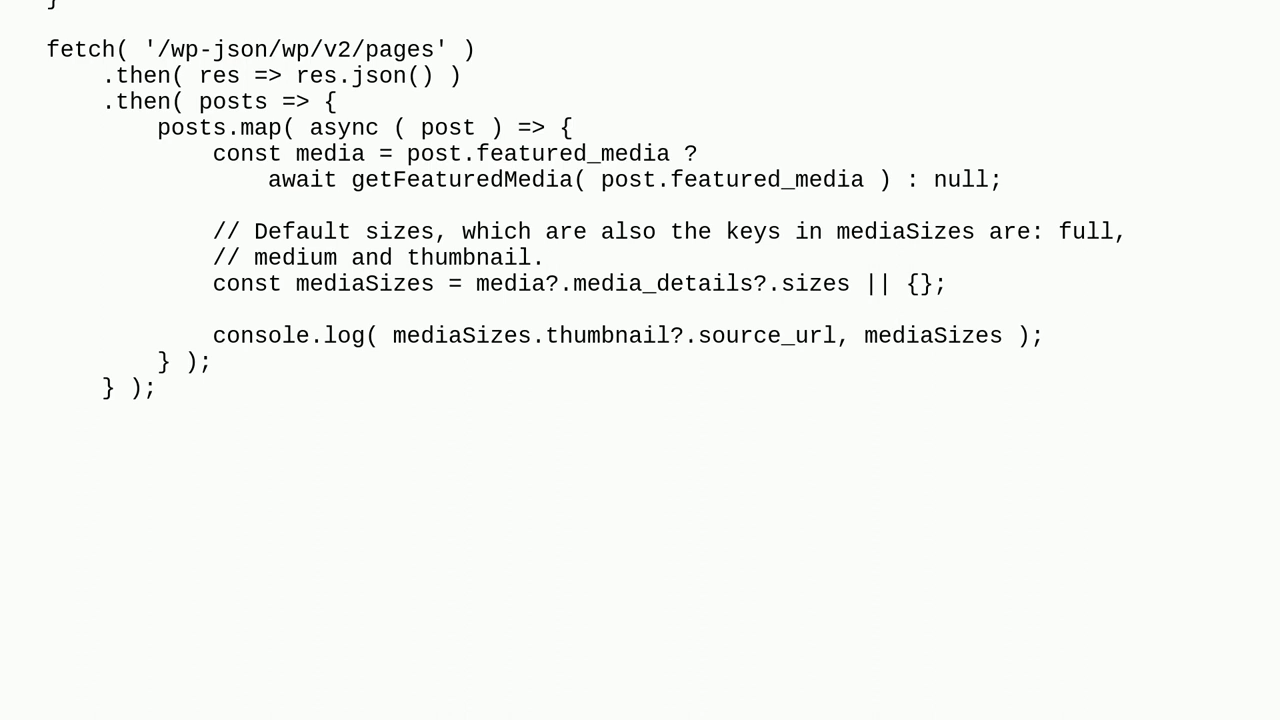 }
fetch( '/wp-json/wp/v2/pages' )
.then( res => res.json() )
.then( posts => {
posts.map( async ( post ) => {
const media = post.featured_media ?
await getFeaturedMedia( post.featured_media ) : null;
// Default sizes, which are also the keys in mediaSizes are: full,
// medium and thumbnail.
const mediaSizes = media?.media_details?.sizes || {};
console.log( mediaSizes.thumbnail?.source_url, mediaSizes );
} );
} );